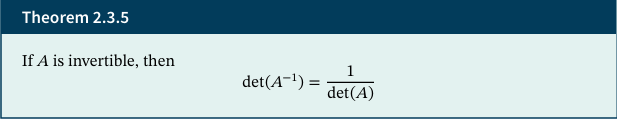 Theorem 2.3.5
If A is invertible, then
det(A⁻¹) = 1/det(A)